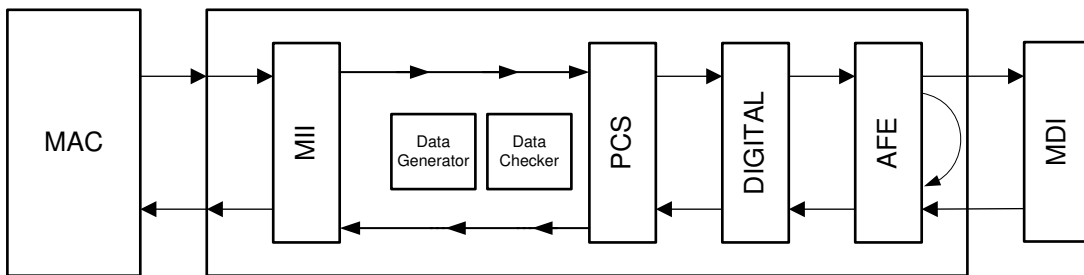 MAC
MII
Data
Generator
Data
Checker
PCS
DIGITAL
AFE
MDI